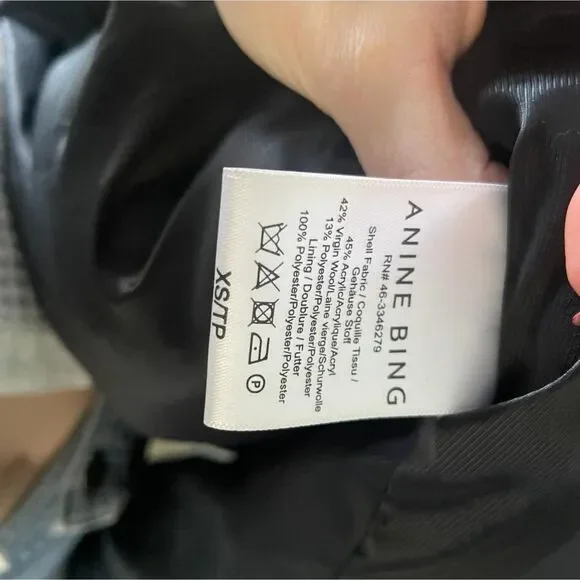 ANINE BING
RN# 46-3346279
Shell Fabric / Coquille Tissu /
Gehäuse Stoff
45% Acrylic/Acrylique/Acryl
42% Virgin Wool/Laine vierge/Schurwolle
13% Polyester/Polyester/Polyester
Lining / Doublure / Futter
100% Polyester/Polyester/Polyester
P
XS/TP